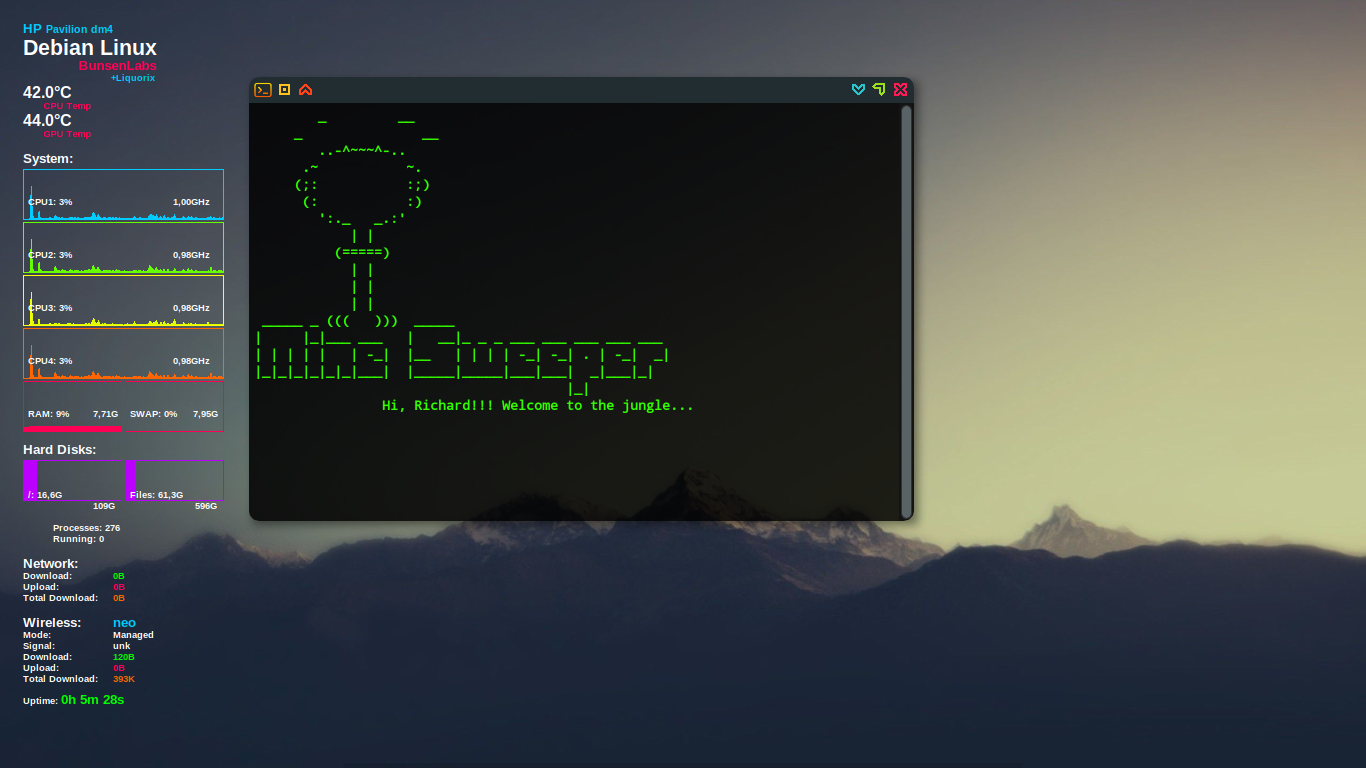 HP Pavilion dm4
Debian Linux
BunsenLabs
+Liquorix
42.0°C
CPU Temp
44.0°C
GPU Temp
System:
CPU1: 3% 1,00GHz
CPU2: 3% 0,98GHz
CPU3: 3% 0,98GHz
CPU4: 3% 0,98GHz
RAM: 9% 7,71G SWAP: 0% 7,95G
Hard Disks:
/: 16,6G Files: 61,3G
109G 596G
Processes: 276
Running: 0
Network:
Download: 0B
Upload: 0B
Total Download: 0B
Wireless: neo
Mode: Managed
Signal: unk
Download: 120B
Upload: 0B
Total Download: 393K
Uptime: 0h 5m 28s
Hi, Richard!!! Welcome to the jungle...